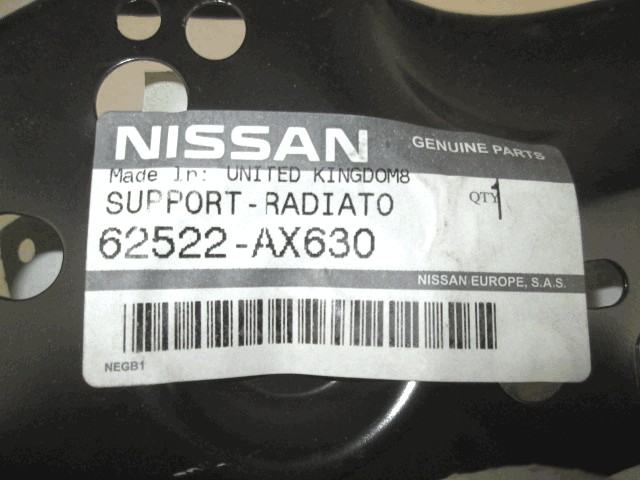 NISSAN GENUINE PARTS
Made In: UNITED KINGDOM8
SUPPORT-RADIATO QTY 1
62522-AX630
NISSAN EUROPE, S.A.S.
NEGB1